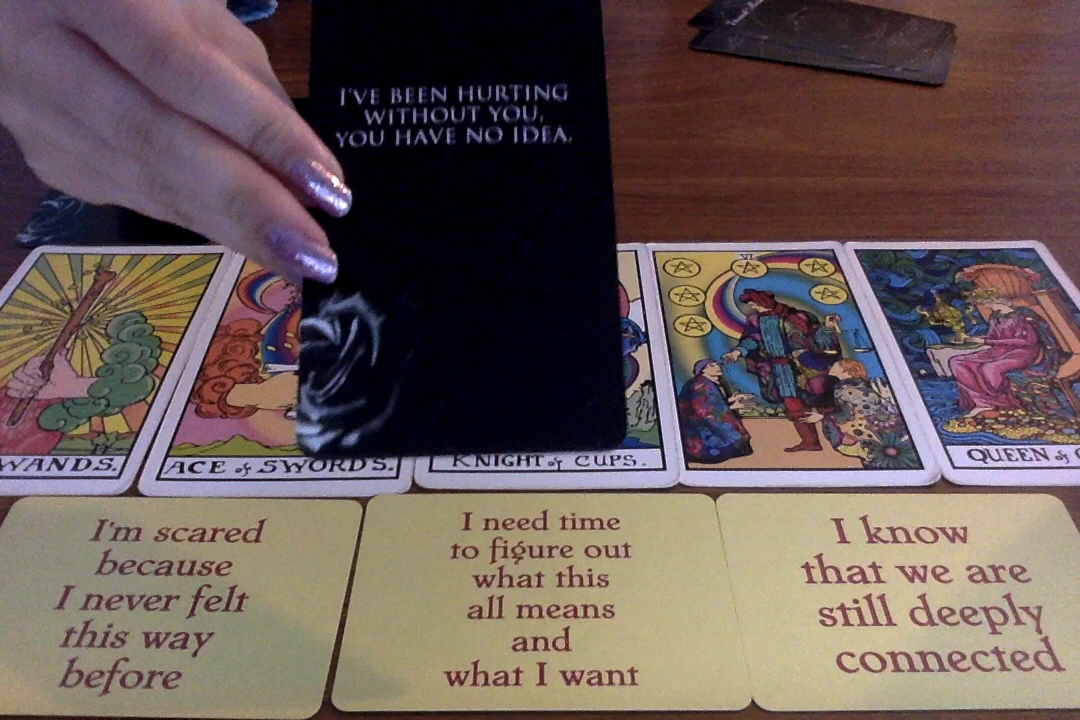 I'VE BEEN HURTING
WITHOUT YOU,
YOU HAVE NO IDEA.
VI
WANDS.
ACE of SWORDS.
KNIGHT of CUPS.
QUEEN of
I'm scared
because
I never felt
this way
before
I need time
to figure out
what this
all means
and
what I want
I know
that we are
still deeply
connected